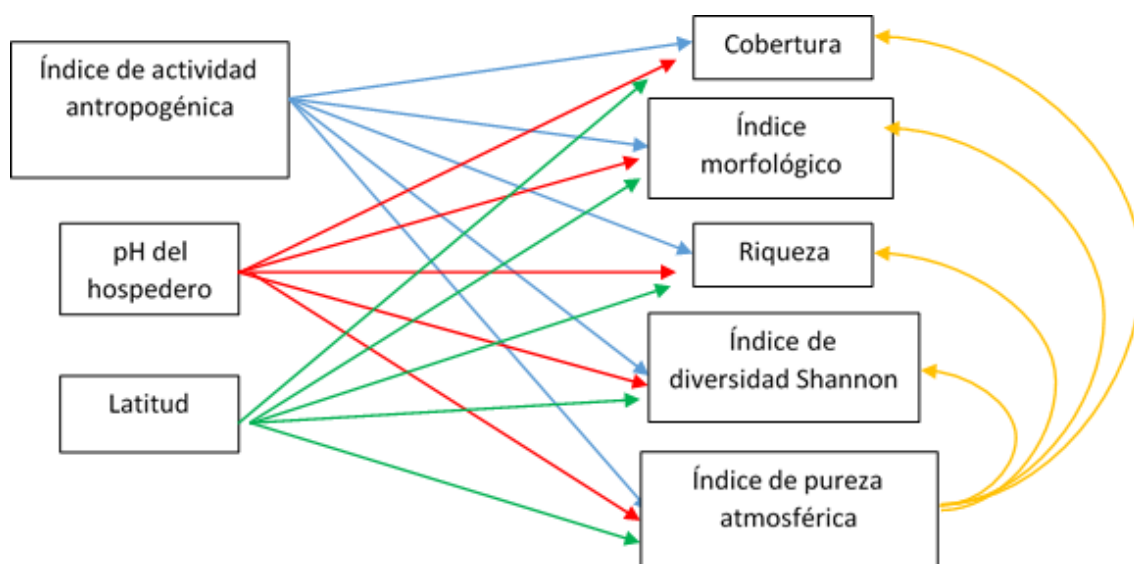 Índice de actividad
antropogénica
pH del
hospedero
Latitud
Cobertura
Índice
morfológico
Riqueza
Índice de
diversidad Shannon
Índice de pureza
atmosférica